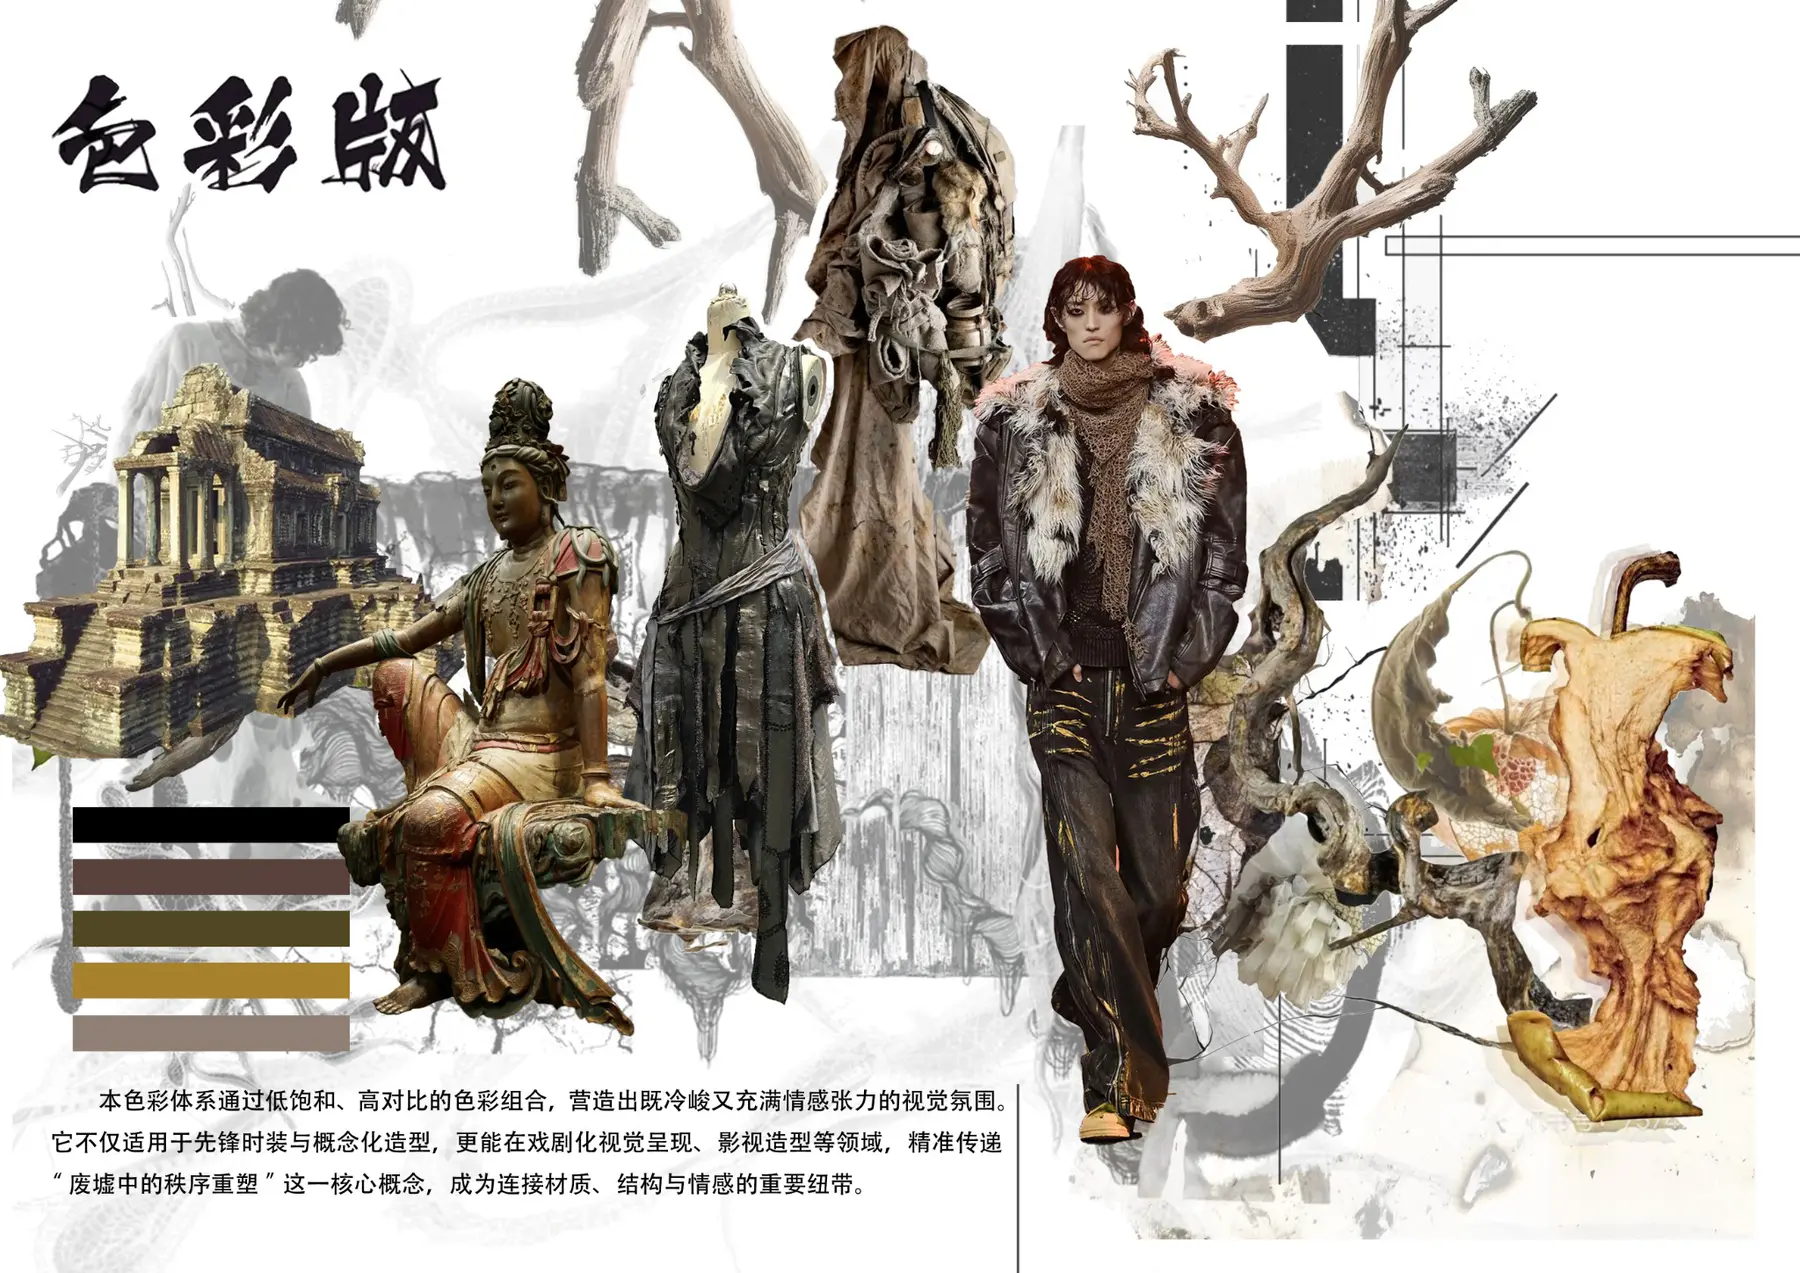 色彩版
本色彩体系通过低饱和、高对比的色彩组合，营造出既冷峻又充满情感张力的视觉氛围。
它不仅适用于先锋时装与概念化造型，更能在戏剧化视觉呈现、影视造型等领域，精准传递
“废墟中的秩序重塑”这一核心概念，成为连接材质、结构与情感的重要纽带。